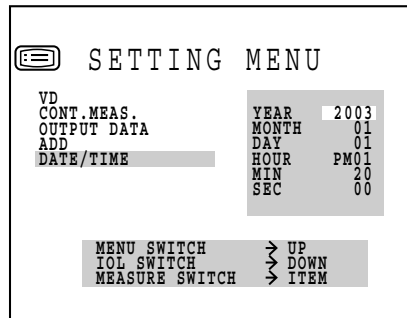 SETTING MENU
VD
CONT.MEAS.
OUTPUT DATA
ADD
DATE/TIME
YEAR 2003
MONTH 01
DAY 01
HOUR PM01
MIN 20
SEC 00
MENU SWITCH → UP
IOL SWITCH → DOWN
MEASURE SWITCH → ITEM